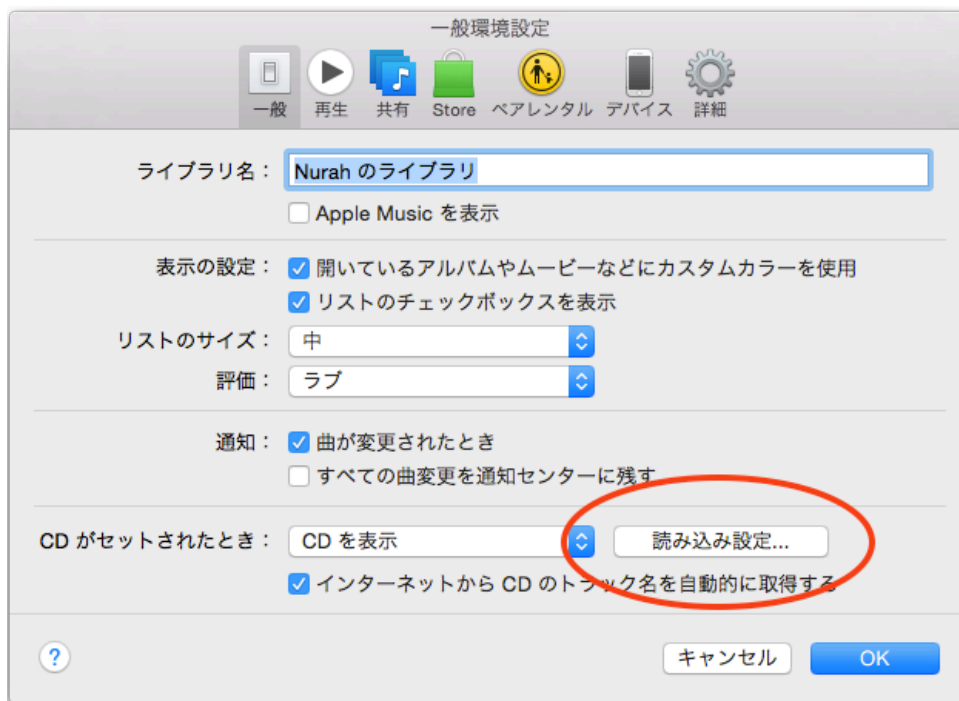 一般環境設定
一般 再生 共有 Store ペアレンタル デバイス 詳細
ライブラリ名： Nurah のライブラリ
Apple Music を表示
表示の設定： 開いているアルバムやムービーなどにカスタムカラーを使用
リストのチェックボックスを表示
リストのサイズ： 中
評価： ラブ
通知： 曲が変更されたとき
すべての曲変更を通知センターに残す
CD がセットされたとき： CD を表示 読み込み設定...
インターネットから CD のトラック名を自動的に取得する
? キャンセル OK